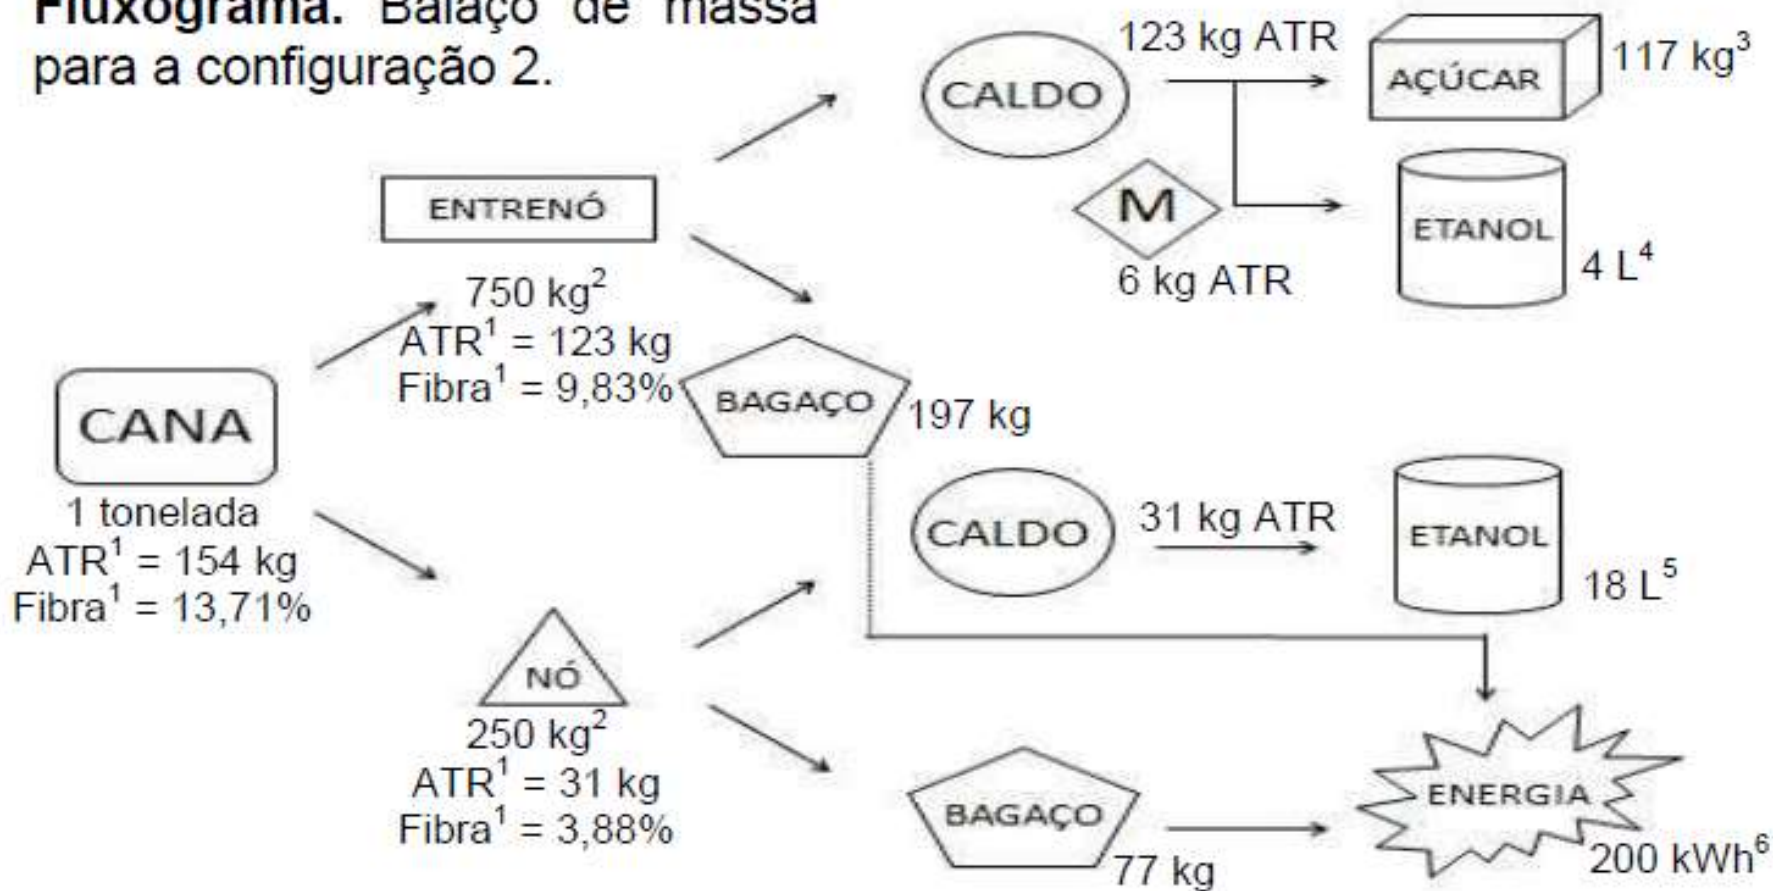 Fluxograma. Balaço de massa
para a configuração 2.
CANA
1 tonelada
ATR¹ = 154 kg
Fibra¹ = 13,71%
ENTRENÓ
750 kg²
ATR¹ = 123 kg
Fibra¹ = 9,83%
CALDO
123 kg ATR
AÇÚCAR
117 kg³
M
6 kg ATR
ETANOL
4 L⁴
BAGAÇO
197 kg
NÓ
250 kg²
ATR¹ = 31 kg
Fibra¹ = 3,88%
CALDO
31 kg ATR
ETANOL
18 L⁵
BAGAÇO
77 kg
ENERGIA
200 kWh⁶